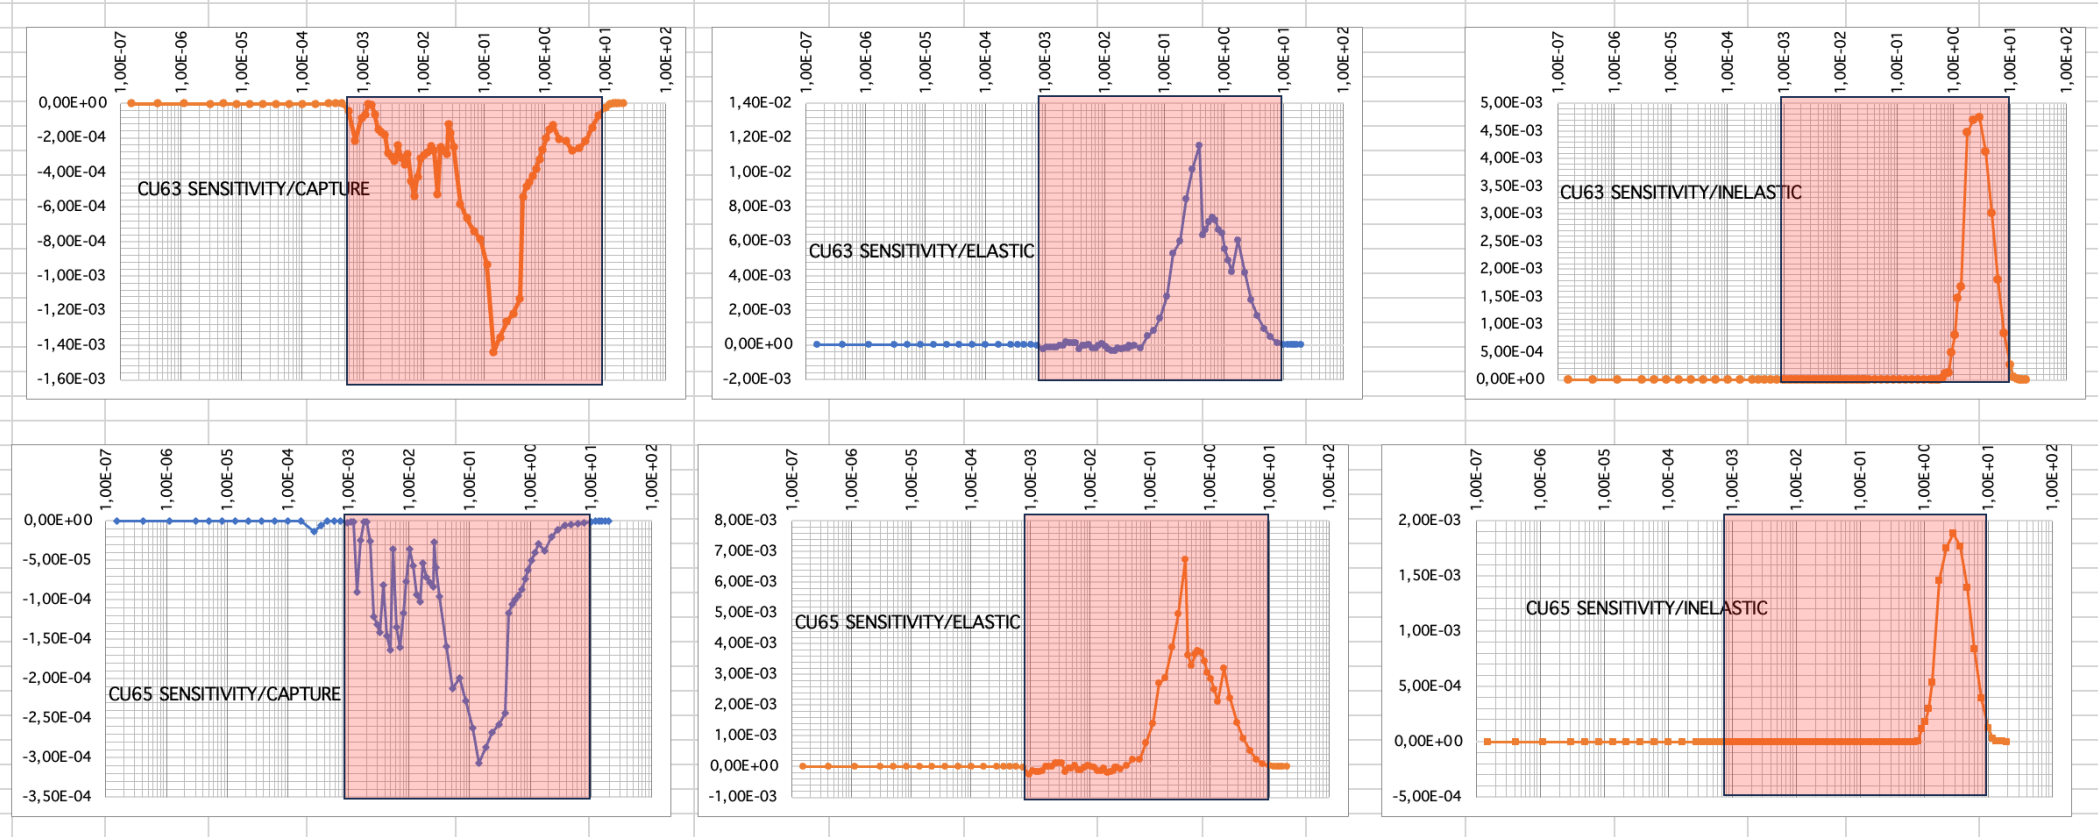 1,00E-07 1,00E-06 1,00E-05 1,00E-04 1,00E-03 1,00E-02 1,00E-01 1,00E+00 1,00E+01 1,00E+02
0,00E+00
-2,00E-04
-4,00E-04
CU63 SENSITIVITY/CAPTURE
-6,00E-04
-8,00E-04
-1,00E-03
-1,20E-03
-1,40E-03
-1,60E-03
1,00E-07 1,00E-06 1,00E-05 1,00E-04 1,00E-03 1,00E-02 1,00E-01 1,00E+00 1,00E+01 1,00E+02
1,40E-02
1,20E-02
1,00E-02
8,00E-03
6,00E-03
CU63 SENSITIVITY/ELASTIC
4,00E-03
2,00E-03
0,00E+00
-2,00E-03
1,00E-07 1,00E-06 1,00E-05 1,00E-04 1,00E-03 1,00E-02 1,00E-01 1,00E+00 1,00E+01 1,00E+02
5,00E-03
4,50E-03
4,00E-03
3,50E-03
CU63 SENSITIVITY/INELASTIC
3,00E-03
2,50E-03
2,00E-03
1,50E-03
1,00E-03
5,00E-04
0,00E+00
1,00E-07 1,00E-06 1,00E-05 1,00E-04 1,00E-03 1,00E-02 1,00E-01 1,00E+00 1,00E+01 1,00E+02
0,00E+00
-5,00E-05
-1,00E-04
-1,50E-04
-2,00E-04
CU65 SENSITIVITY/CAPTURE
-2,50E-04
-3,00E-04
-3,50E-04
1,00E-07 1,00E-06 1,00E-05 1,00E-04 1,00E-03 1,00E-02 1,00E-01 1,00E+00 1,00E+01 1,00E+02
8,00E-03
7,00E-03
6,00E-03
5,00E-03
CU65 SENSITIVITY/ELASTIC
4,00E-03
3,00E-03
2,00E-03
1,00E-03
0,00E+00
-1,00E-03
1,00E-07 1,00E-06 1,00E-05 1,00E-04 1,00E-03 1,00E-02 1,00E-01 1,00E+00 1,00E+01 1,00E+02
2,00E-03
1,50E-03
CU65 SENSITIVITY/INELASTIC
1,00E-03
5,00E-04
0,00E+00
-5,00E-04